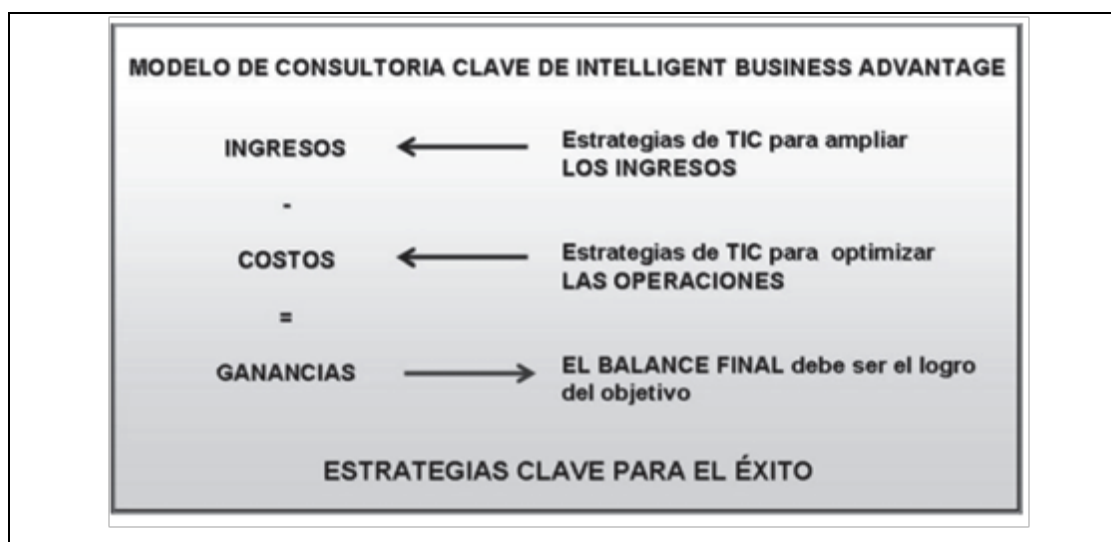 MODELO DE CONSULTORIA CLAVE DE INTELLIGENT BUSINESS ADVANTAGE
INGRESOS
Estrategias de TIC para ampliar
LOS INGRESOS
-
COSTOS
Estrategias de TIC para optimizar
LAS OPERACIONES
=
GANANCIAS
EL BALANCE FINAL debe ser el logro
del objetivo
ESTRATEGIAS CLAVE PARA EL ÉXITO